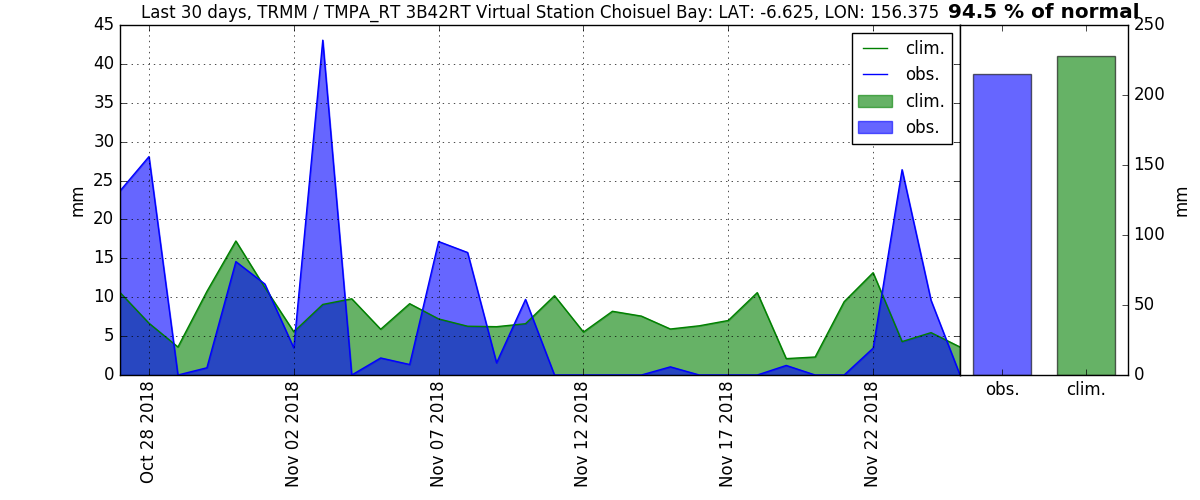 Last 30 days, TRMM / TMPA_RT 3B42RT Virtual Station Choisuel Bay: LAT: -6.625, LON: 156.375 94.5 % of normal
45
40
35
30
25
20
15
10
5
0
mm
clim.
obs.
clim.
obs.
Oct 28 2018
Nov 02 2018
Nov 07 2018
Nov 12 2018
Nov 17 2018
Nov 22 2018
250
200
150
100
50
0
mm
obs.
clim.